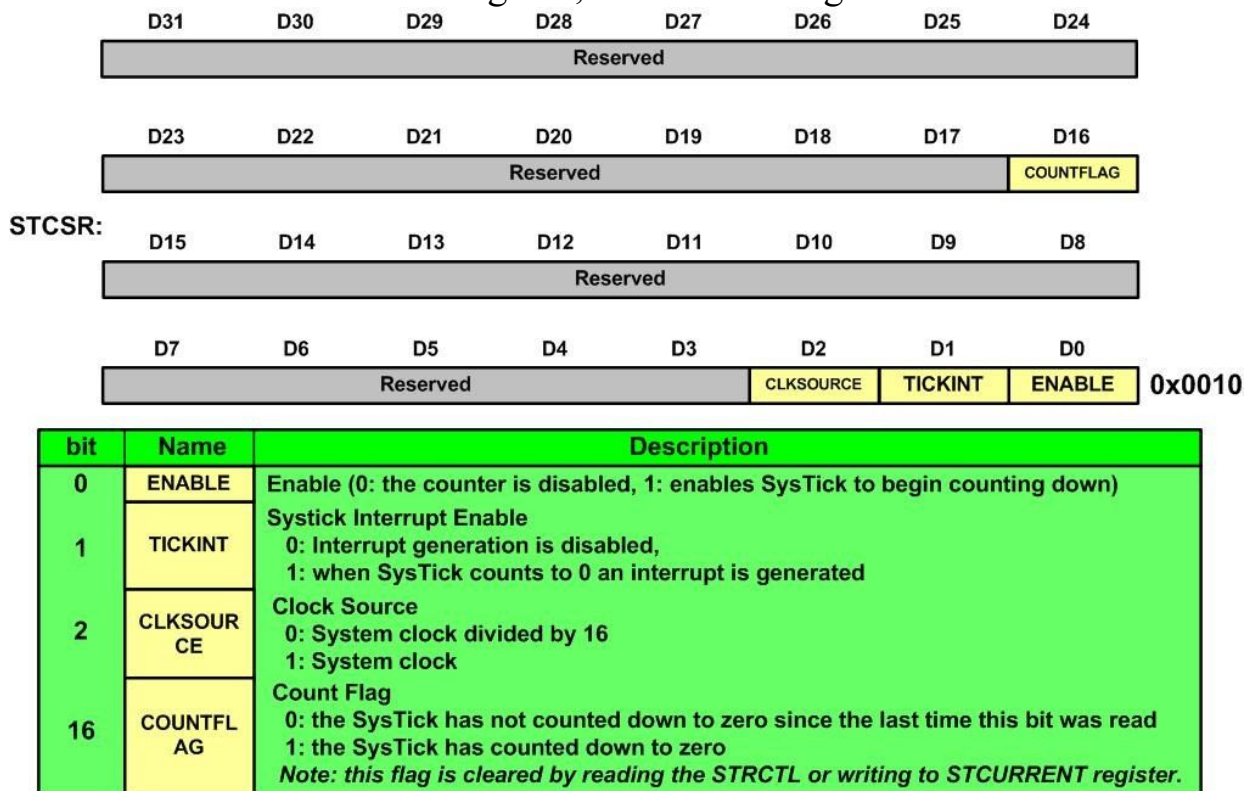 D31 D30 D29 D28 D27 D26 D25 D24
Reserved
D23 D22 D21 D20 D19 D18 D17 D16
Reserved COUNTFLAG
STCSR:
D15 D14 D13 D12 D11 D10 D9 D8
Reserved
D7 D6 D5 D4 D3 D2 D1 D0
Reserved CLKSOURCE TICKINT ENABLE 0x0010
bit Name Description
0 ENABLE Enable (0: the counter is disabled, 1: enables SysTick to begin counting down)
1 TICKINT Systick Interrupt Enable
0: Interrupt generation is disabled,
1: when SysTick counts to 0 an interrupt is generated
2 CLKSOUR
CE Clock Source
0: System clock divided by 16
1: System clock
16 COUNTFL
AG Count Flag
0: the SysTick has not counted down to zero since the last time this bit was read
1: the SysTick has counted down to zero
Note: this flag is cleared by reading the STRCTL or writing to STCURRENT register.